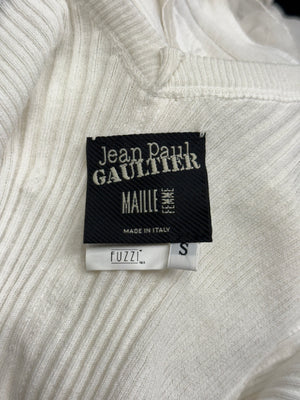 Jean Paul
GAULTIER
MAILLE FEMME
MADE IN ITALY
FUZZI
S